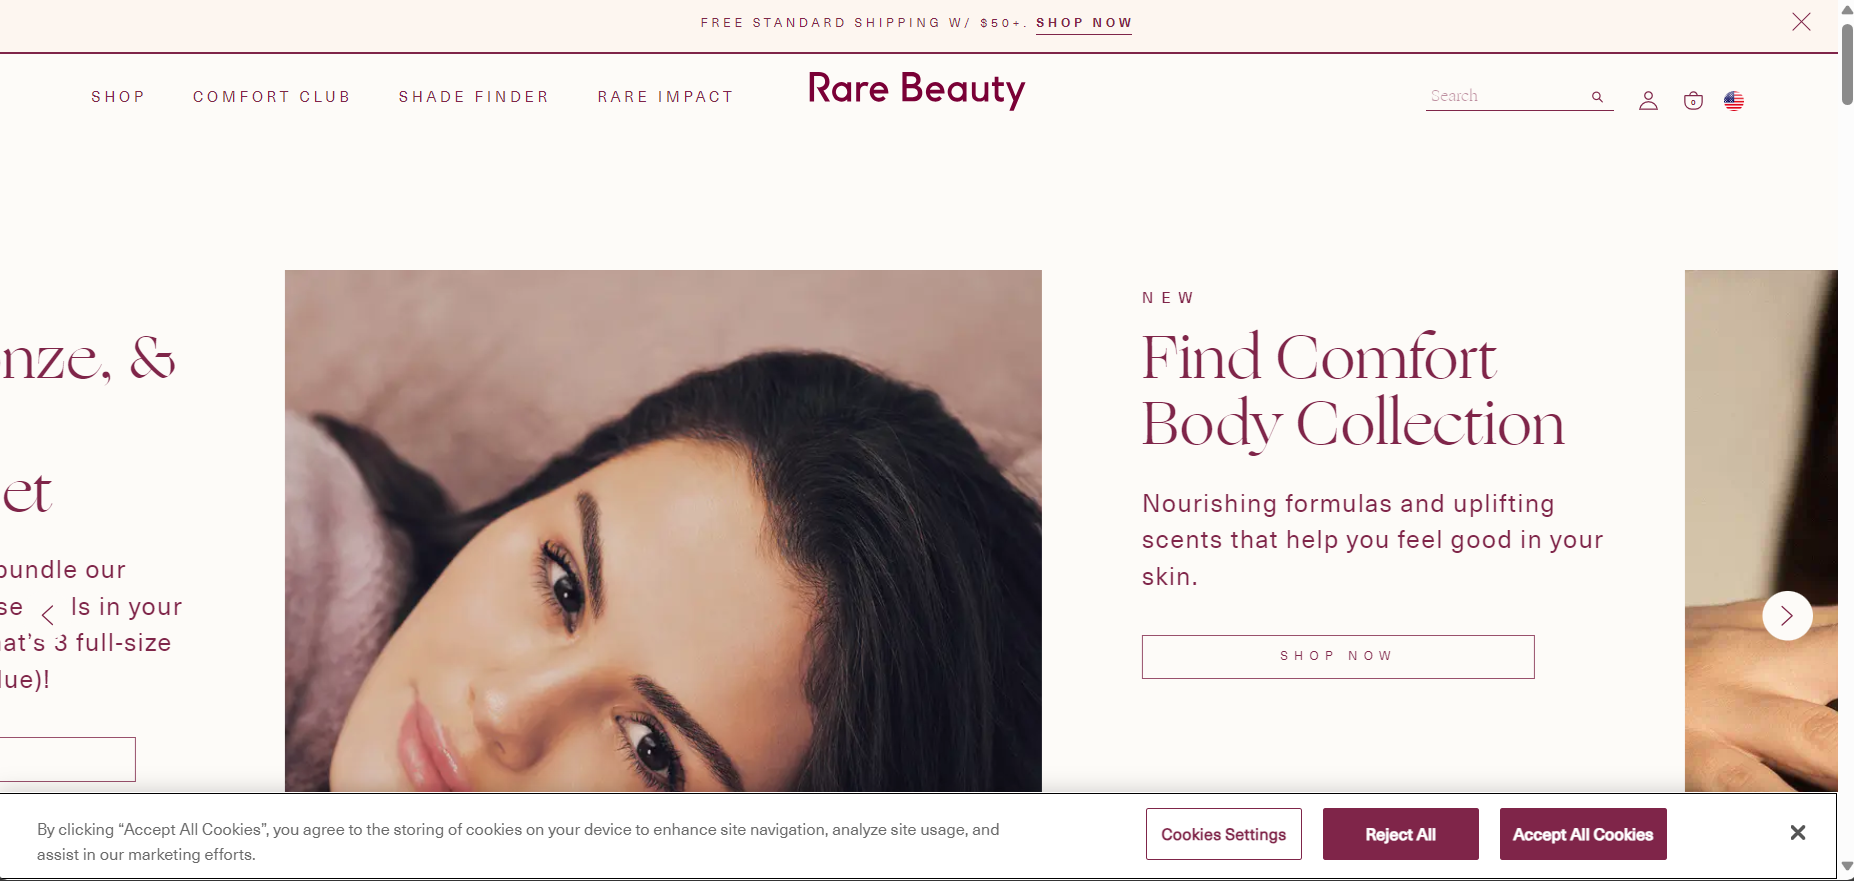 FREE STANDARD SHIPPING W/ $50+. SHOP NOW
SHOP COMFORT CLUB SHADE FINDER RARE IMPACT
Rare Beauty
Search
0
nze, &
et
bundle our
se ls in your
hat's 3 full-size
lue)!
NEW
Find Comfort
Body Collection
Nourishing formulas and uplifting
scents that help you feel good in your
skin.
SHOP NOW
By clicking “Accept All Cookies”, you agree to the storing of cookies on your device to enhance site navigation, analyze site usage, and
assist in our marketing efforts.
Cookies Settings
Reject All
Accept All Cookies